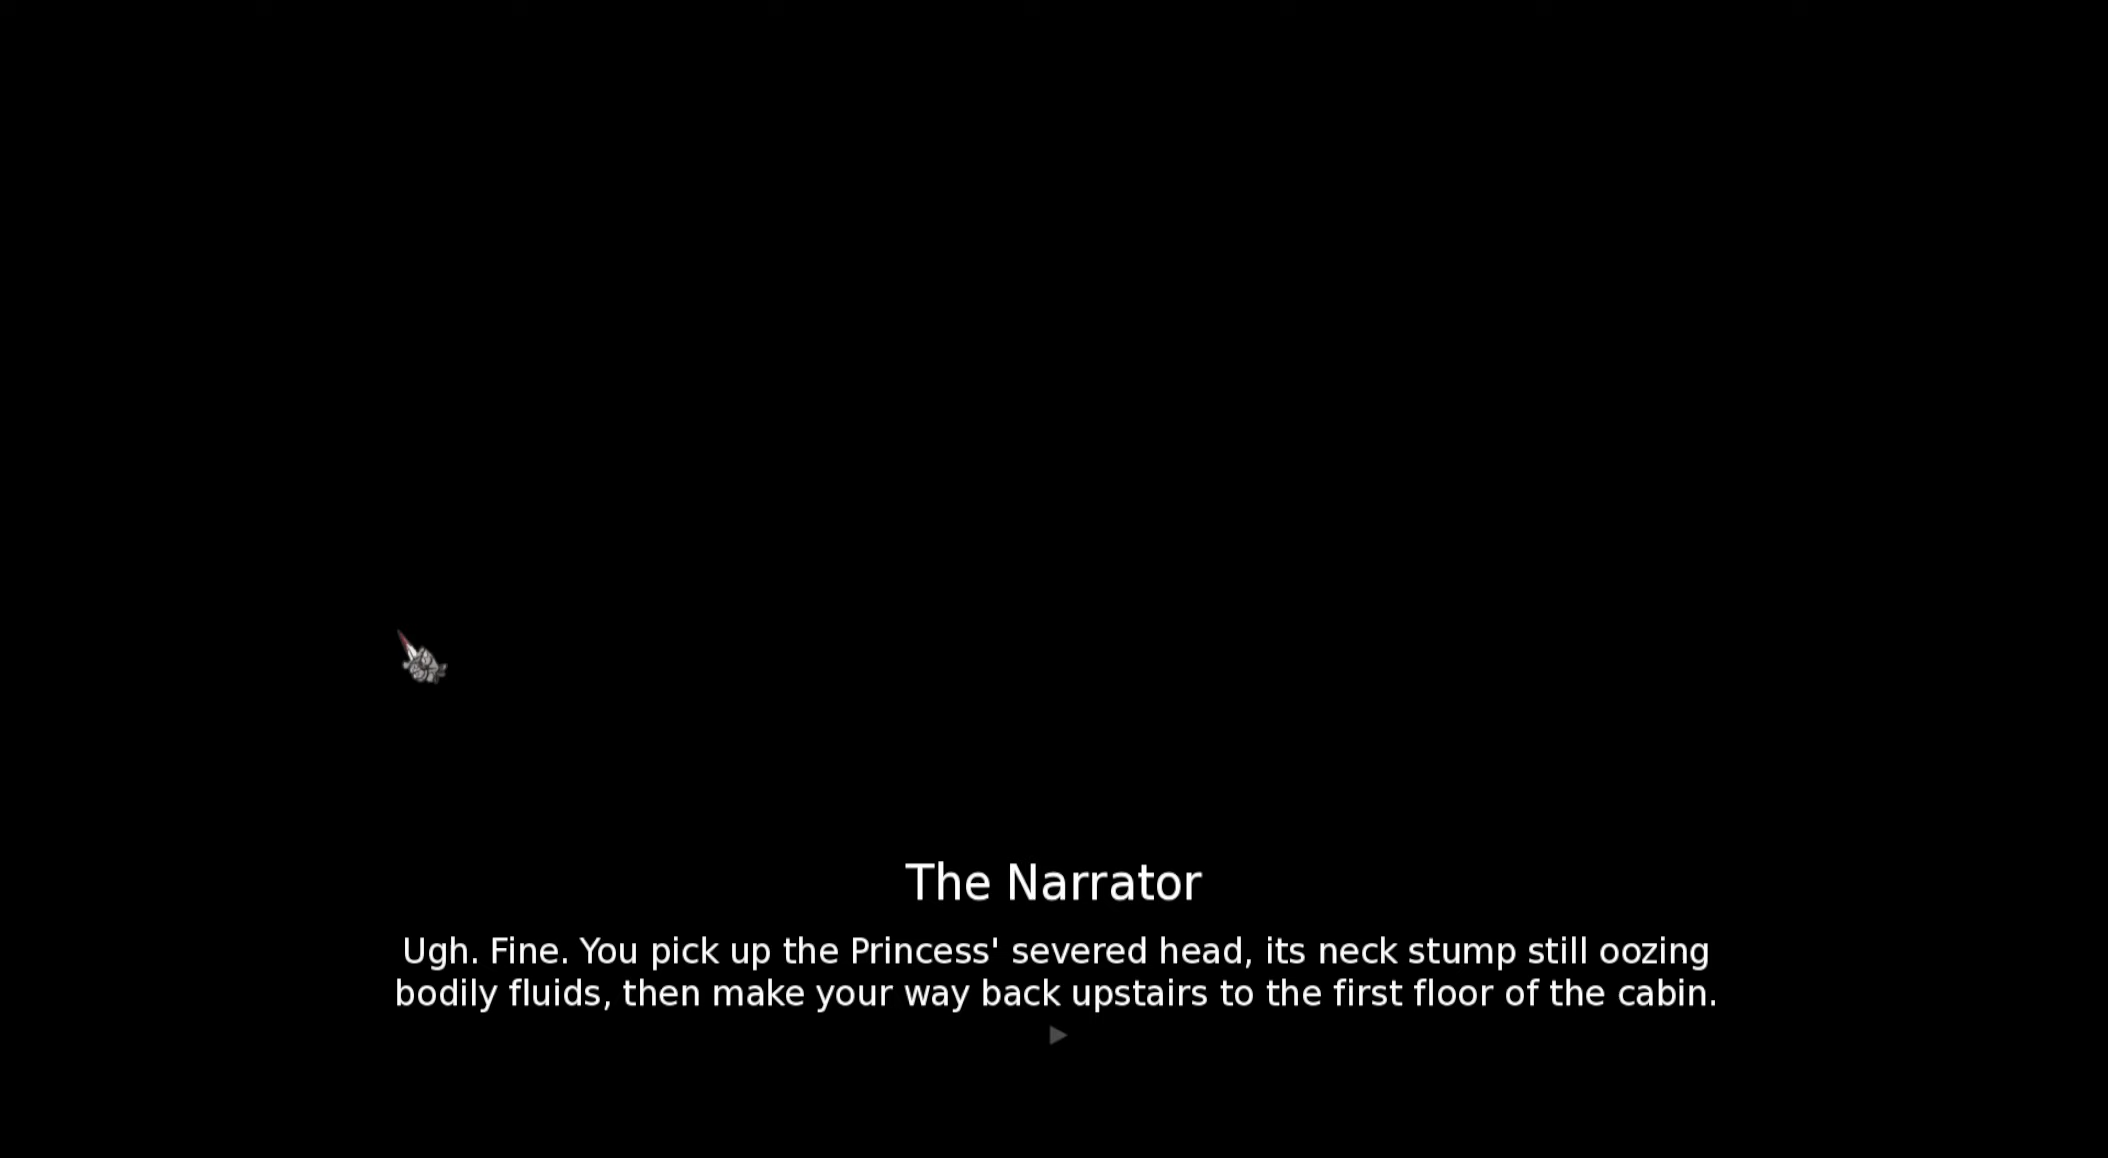 The Narrator
Ugh. Fine. You pick up the Princess' severed head, its neck stump still oozing
bodily fluids, then make your way back upstairs to the first floor of the cabin.